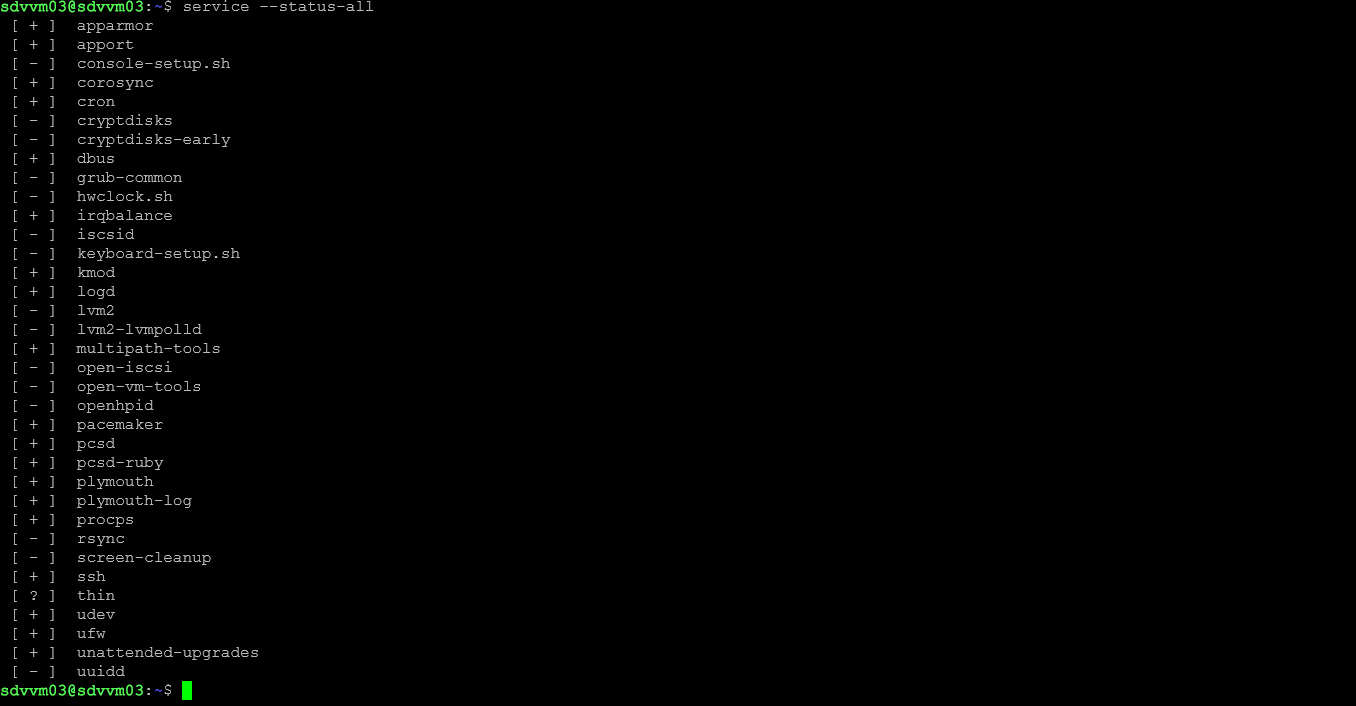 sdvvm03@sdvvm03:~$ service --status-all
[ + ]  apparmor
[ + ]  apport
[ - ]  console-setup.sh
[ + ]  corosync
[ + ]  cron
[ - ]  cryptdisks
[ - ]  cryptdisks-early
[ + ]  dbus
[ - ]  grub-common
[ - ]  hwclock.sh
[ + ]  irqbalance
[ - ]  iscsid
[ - ]  keyboard-setup.sh
[ + ]  kmod
[ + ]  logd
[ - ]  lvm2
[ - ]  lvm2-lvmpolld
[ + ]  multipath-tools
[ - ]  open-iscsi
[ - ]  open-vm-tools
[ - ]  openhpid
[ + ]  pacemaker
[ + ]  pcsd
[ + ]  pcsd-ruby
[ + ]  plymouth
[ + ]  plymouth-log
[ + ]  procps
[ - ]  rsync
[ - ]  screen-cleanup
[ + ]  ssh
[ ? ]  thin
[ + ]  udev
[ + ]  ufw
[ + ]  unattended-upgrades
[ - ]  uuidd
sdvvm03@sdvvm03:~$